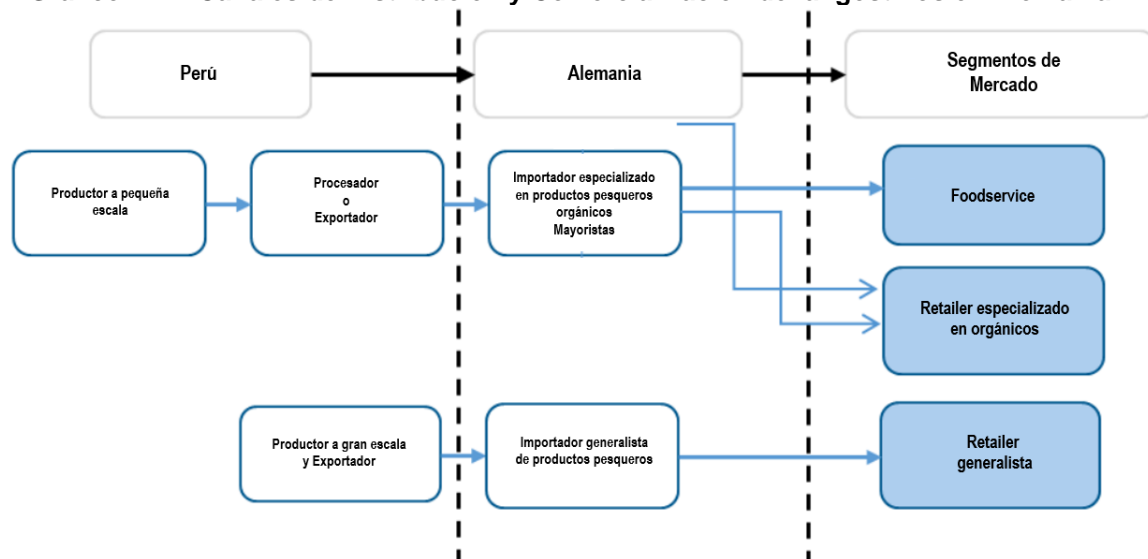 Perú
Alemania
Segmentos de
Mercado
Productor a pequeña
escala
Procesador
o
Exportador
Importador especializado
en productos pesqueros
orgánicos
Mayoristas
Foodservice
Retailer especializado
en orgánicos
Productor a gran escala
y Exportador
Importador generalista
de productos pesqueros
Retailer
generalista